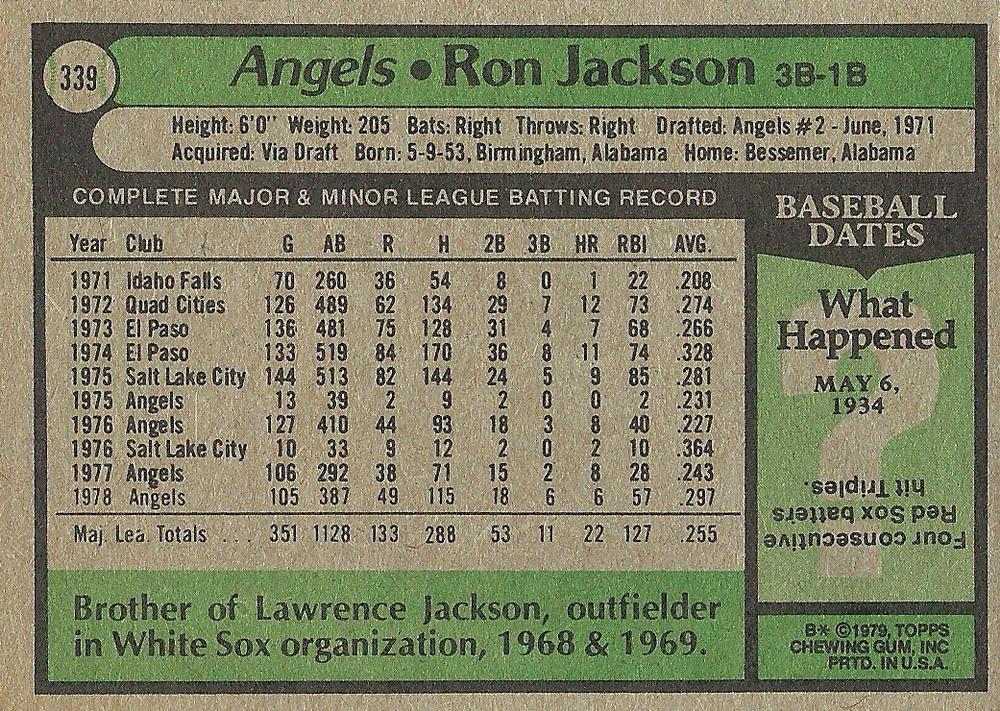 339
Angels • Ron Jackson 3B-1B
Height: 6'0" Weight: 205 Bats: Right Throws: Right Drafted: Angels #2 - June, 1971
Acquired: Via Draft Born: 5-9-53, Birmingham, Alabama Home: Bessemer, Alabama
COMPLETE MAJOR & MINOR LEAGUE BATTING RECORD
Year Club G AB R H 2B 3B HR RBI AVG.
1971 Idaho Falls 70 260 36 54 8 0 1 22 .208
1972 Quad Cities 126 489 62 134 29 7 12 73 .274
1973 El Paso 136 481 75 128 31 4 7 68 .266
1974 El Paso 133 519 84 170 36 8 11 74 .328
1975 Salt Lake City 144 513 82 144 24 5 9 85 .281
1975 Angels 13 39 2 9 2 0 0 2 .231
1976 Angels 127 410 44 93 18 3 8 40 .227
1976 Salt Lake City 10 33 9 12 2 0 2 10 .364
1977 Angels 106 292 38 71 15 2 8 28 .243
1978 Angels 105 387 49 115 18 6 6 57 .297
Maj. Lea. Totals ... 351 1128 133 288 53 11 22 127 .255
Brother of Lawrence Jackson, outfielder
in White Sox organization, 1968 & 1969.
BASEBALL
DATES
What
Happened
MAY 6,
1934
?
Four consecutive
Red Sox batters
hit Triples.
B* ©1979, TOPPS
CHEWING GUM, INC
PRTD. IN U.S.A.